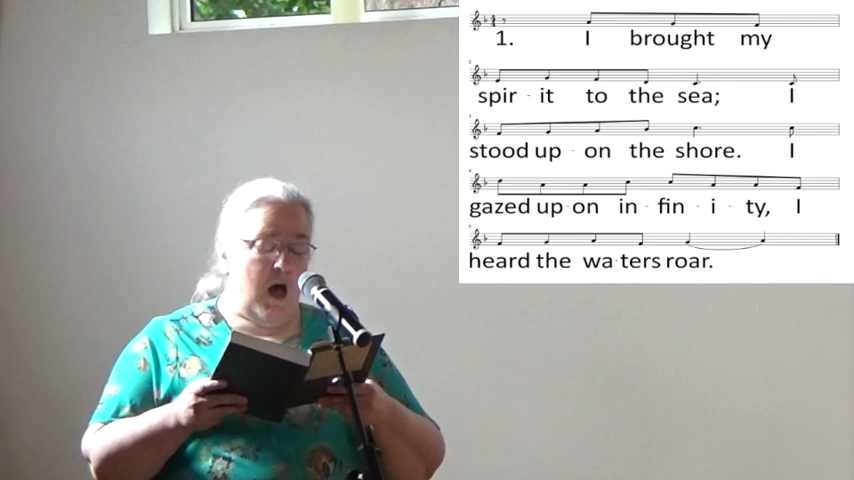 1. I brought my
spir - it to the sea; I
stood up - on the shore. I
gazed up - on in - fin - i - ty, I
heard the wa - ters roar.